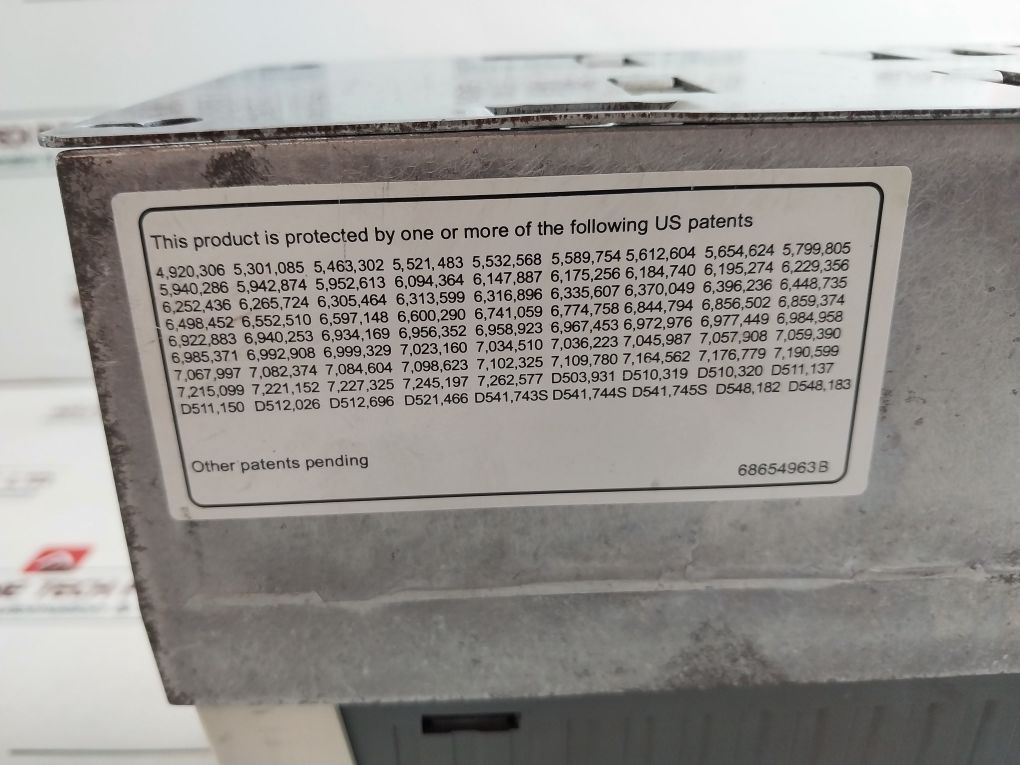 This product is protected by one or more of the following US patents
4,920,306 5,301,085 5,463,302 5,521,483 5,532,568 5,589,754 5,612,604 5,654,624 5,799,805
5,940,286 5,942,874 5,952,613 6,094,364 6,147,887 6,175,256 6,184,740 6,195,274 6,229,356
6,252,436 6,265,724 6,305,464 6,313,599 6,316,896 6,335,607 6,370,049 6,396,236 6,448,735
6,498,452 6,552,510 6,597,148 6,600,290 6,741,059 6,774,758 6,844,794 6,856,502 6,859,374
6,922,883 6,940,253 6,934,169 6,956,352 6,958,923 6,967,453 6,972,976 6,977,449 6,984,958
6,985,371 6,992,908 6,999,329 7,023,160 7,034,510 7,036,223 7,045,987 7,057,908 7,059,390
7,067,997 7,082,374 7,084,604 7,098,623 7,102,325 7,109,780 7,164,562 7,176,779 7,190,599
7,215,099 7,221,152 7,227,325 7,245,197 7,262,577 D503,931 D510,319 D510,320 D511,137
D511,150 D512,026 D512,696 D521,466 D541,743S D541,744S D541,745S D548,182 D548,183
Other patents pending
68654963B